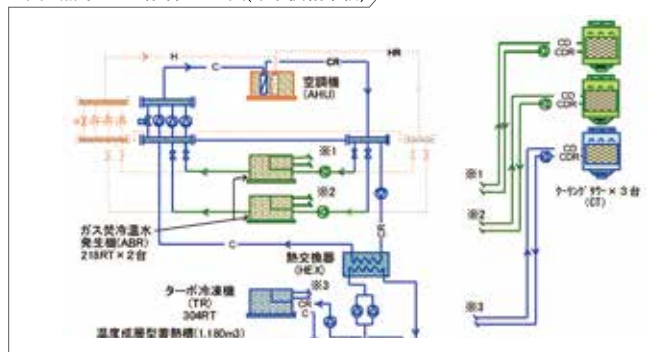 H
HR
C
CR
空調機
(AHU)
※1
※2
ガス焚冷温水
発生機(ABR)
218RT×2台
C
CR
熱交換器
(HEX)
ターボ冷凍機
(TR)
304RT
※3
CR
C
温度成層型蓄熱槽(1,180m3)
CD
CDR
CD
CDR
CD
CDR
※1
※2
※3
クーリングタワー×3台
(CT)